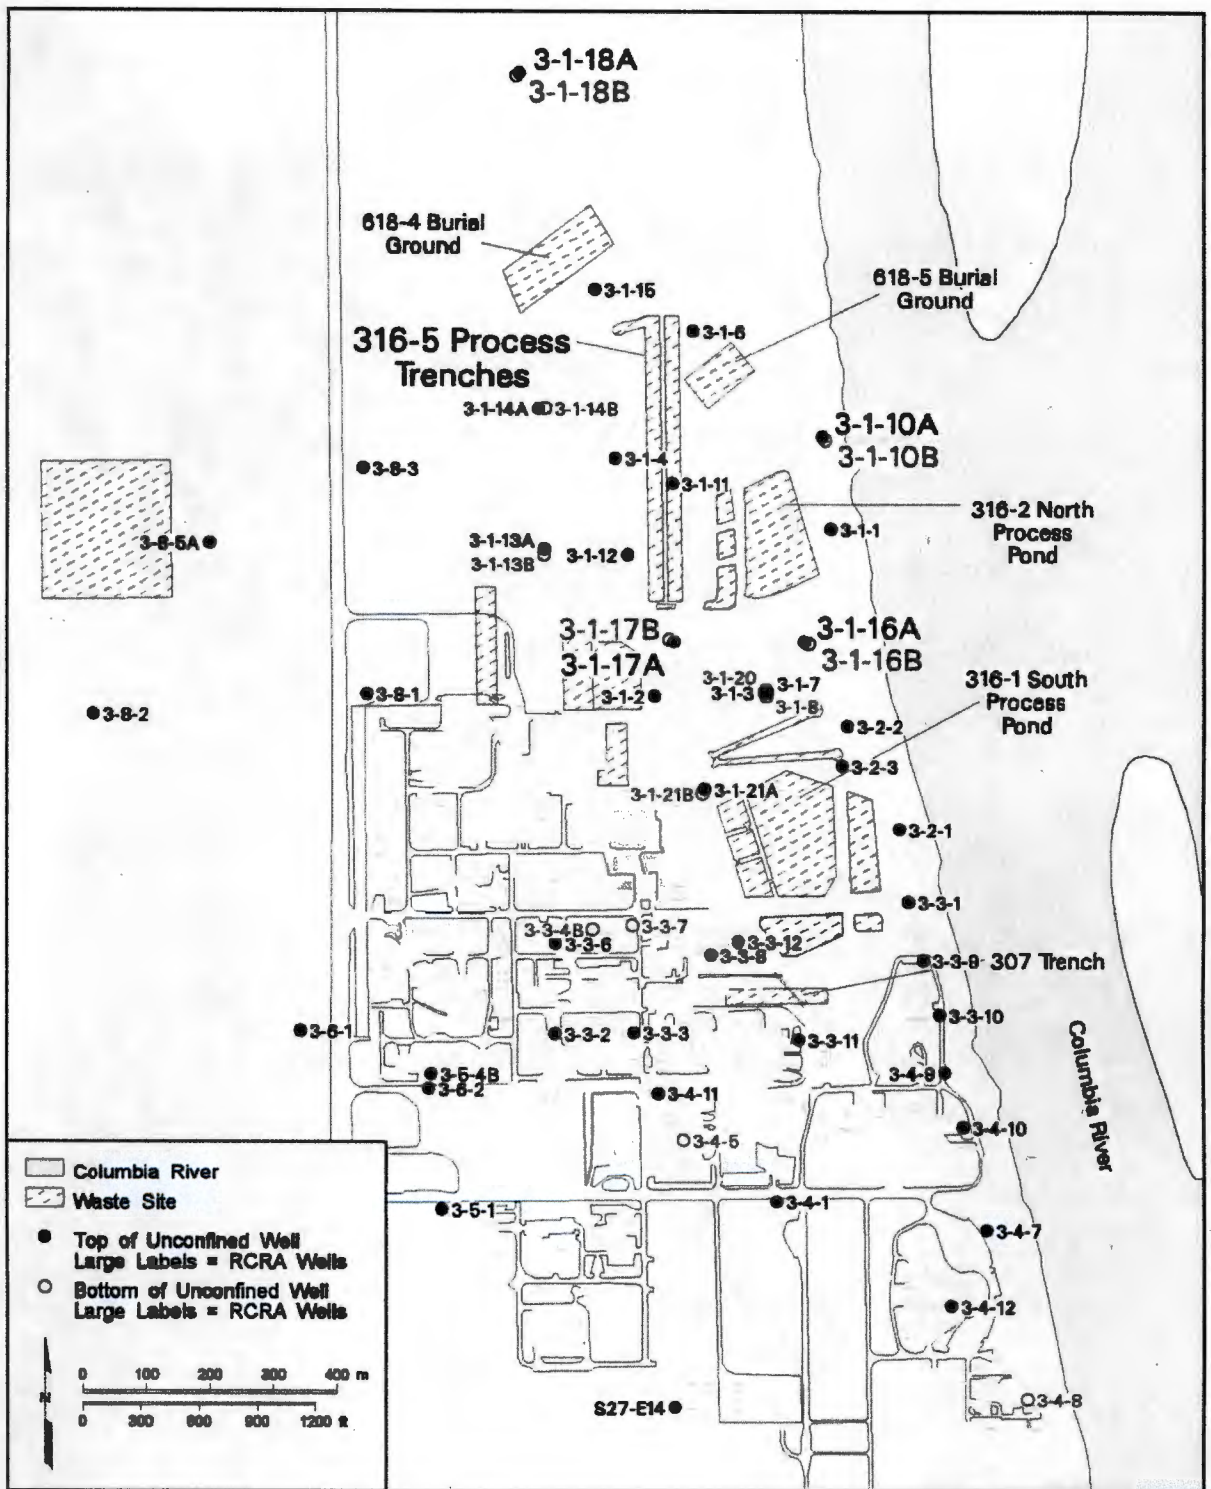 3-1-18A
3-1-18B
618-4 Burial
Ground
3-1-15
618-5 Burial
Ground
3-1-6
316-5 Process
Trenches
3-1-14A
3-1-14B
3-1-10A
3-1-10B
3-8-3
3-1-4
3-1-11
316-2 North
Process
Pond
3-1-1
3-8-5A
3-1-13A
3-1-13B
3-1-12
3-1-17B
3-1-17A
3-1-16A
3-1-16B
3-1-20
3-1-3
3-1-7
3-1-8
316-1 South
Process
Pond
3-8-1
3-1-2
3-8-2
3-2-2
3-2-3
3-1-21B
3-1-21A
3-2-1
3-3-1
3-3-4B
3-3-7
3-3-6
3-3-12
3-3-8
3-3-9
307 Trench
3-3-10
3-6-1
3-3-2
3-3-3
3-3-11
Columbia River
3-5-4B
3-6-2
3-4-9
3-4-11
3-4-10
3-4-5
3-5-1
3-4-1
3-4-7
3-4-12
3-4-8
S27-E14
Columbia River
Waste Site
Top of Unconfined Well
Large Labels = RCRA Wells
Bottom of Unconfined Well
Large Labels = RCRA Wells
0 100 200 300 400 m
0 300 600 900 1200 ft
N